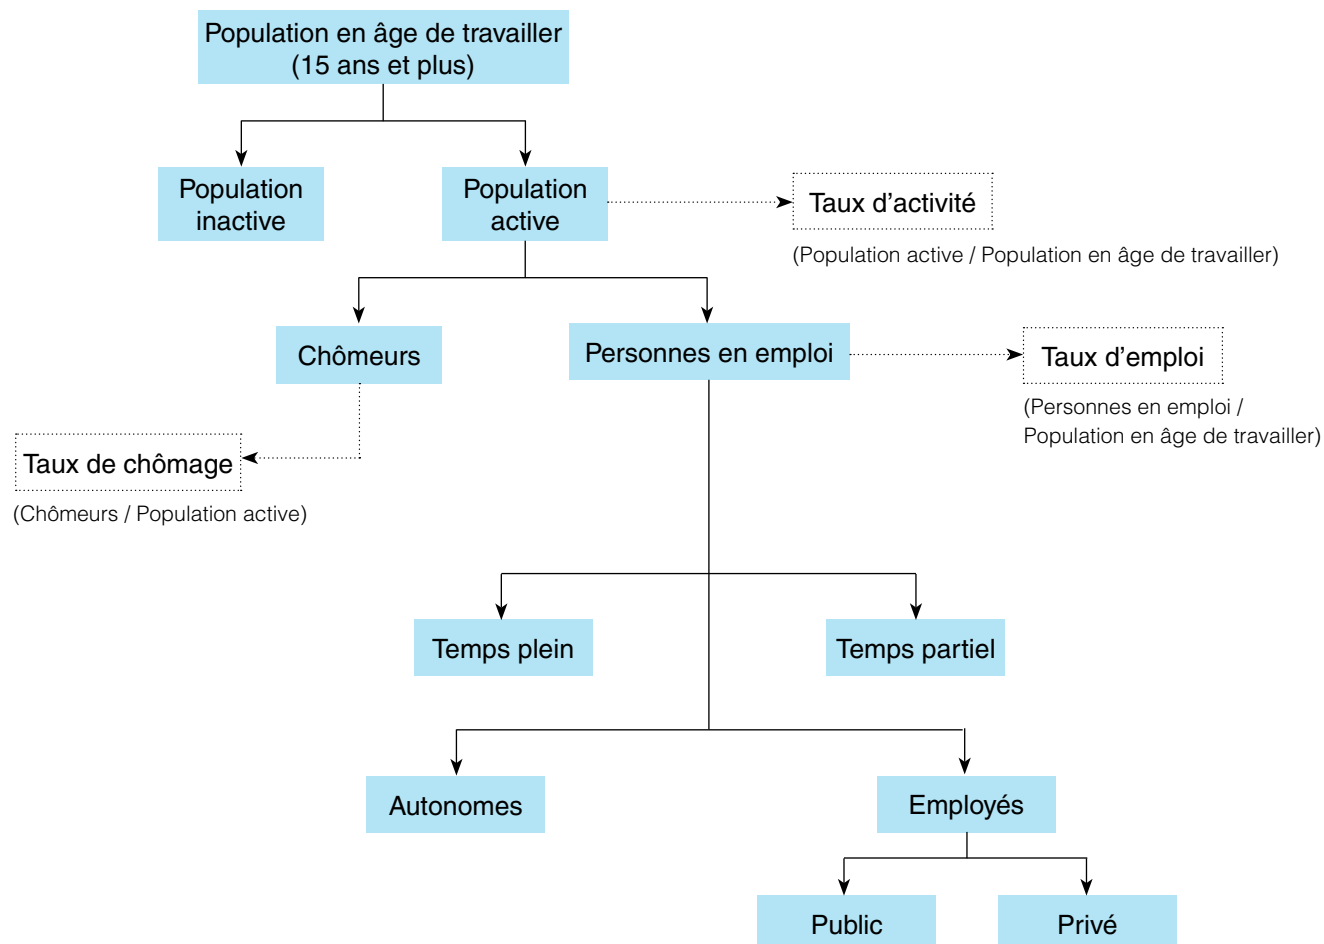 Population en âge de travailler
(15 ans et plus)
Population
inactive
Population
active
Taux d'activité
(Population active / Population en âge de travailler)
Chômeurs
Personnes en emploi
Taux d'emploi
(Personnes en emploi /
Population en âge de travailler)
Taux de chômage
(Chômeurs / Population active)
Temps plein
Temps partiel
Autonomes
Employés
Public
Privé